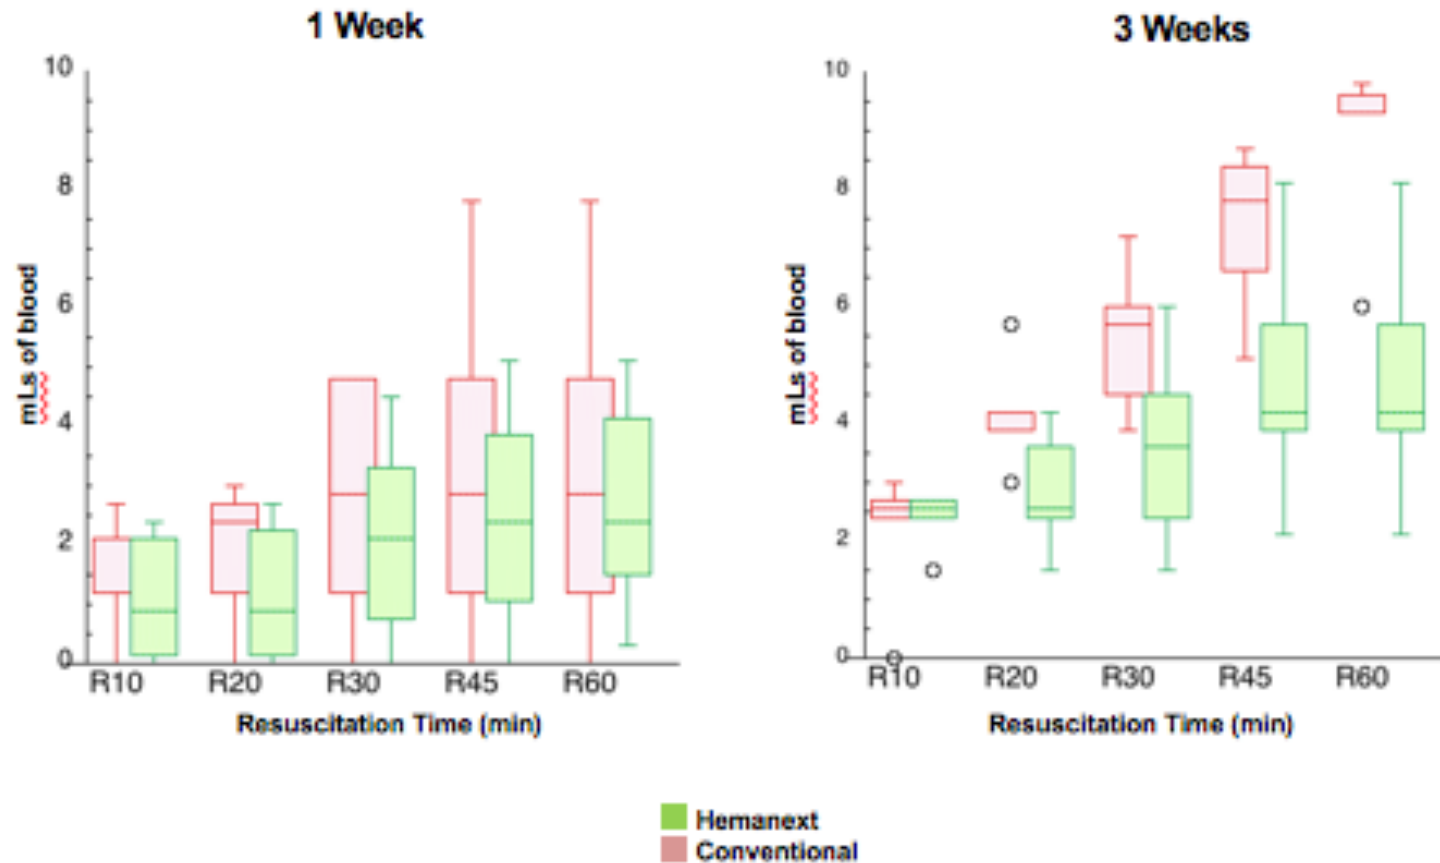 1 Week
10
8
6
4
2
0
mLs of blood
R10 R20 R30 R45 R60
Resuscitation Time (min)
3 Weeks
10
8
6
4
2
0
mLs of blood
R10 R20 R30 R45 R60
Resuscitation Time (min)
Hemanext
Conventional